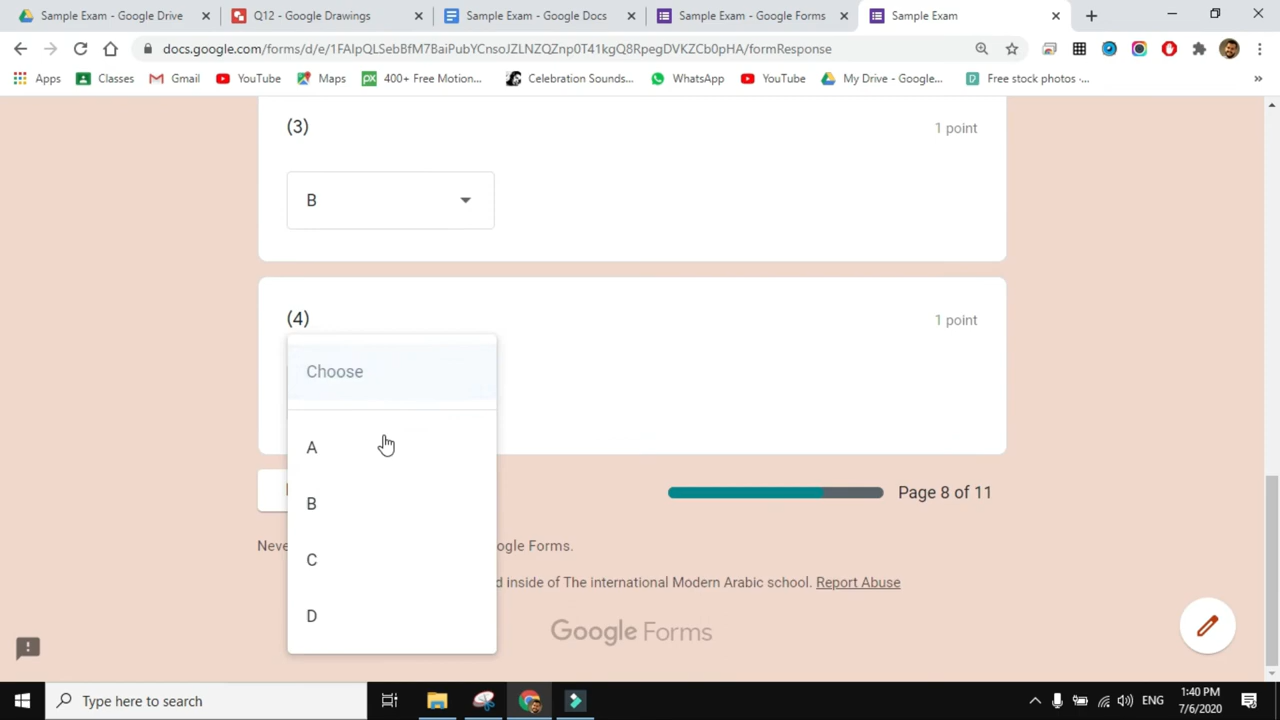 Sample Exam - Google Drive
Q12 - Google Drawings
Sample Exam - Google Docs
Sample Exam - Google Forms
Sample Exam
docs.google.com/forms/d/e/1FAIpQLSebBfM7BaiPubYCnsoJZLNZQZnp0T41kgQ8RpegDVKZCb0pHA/formResponse
Apps
Classes
Gmail
YouTube
Maps
400+ Free Motion...
Celebration Sounds...
WhatsApp
YouTube
My Drive - Google...
Free stock photos ·...
(3)
1 point
B
(4)
1 point
Choose
A
B
C
D
Page 8 of 11
Neve
ogle Forms.
d inside of The international Modern Arabic school. Report Abuse
Google Forms
Type here to search
ENG
1:40 PM
7/6/2020